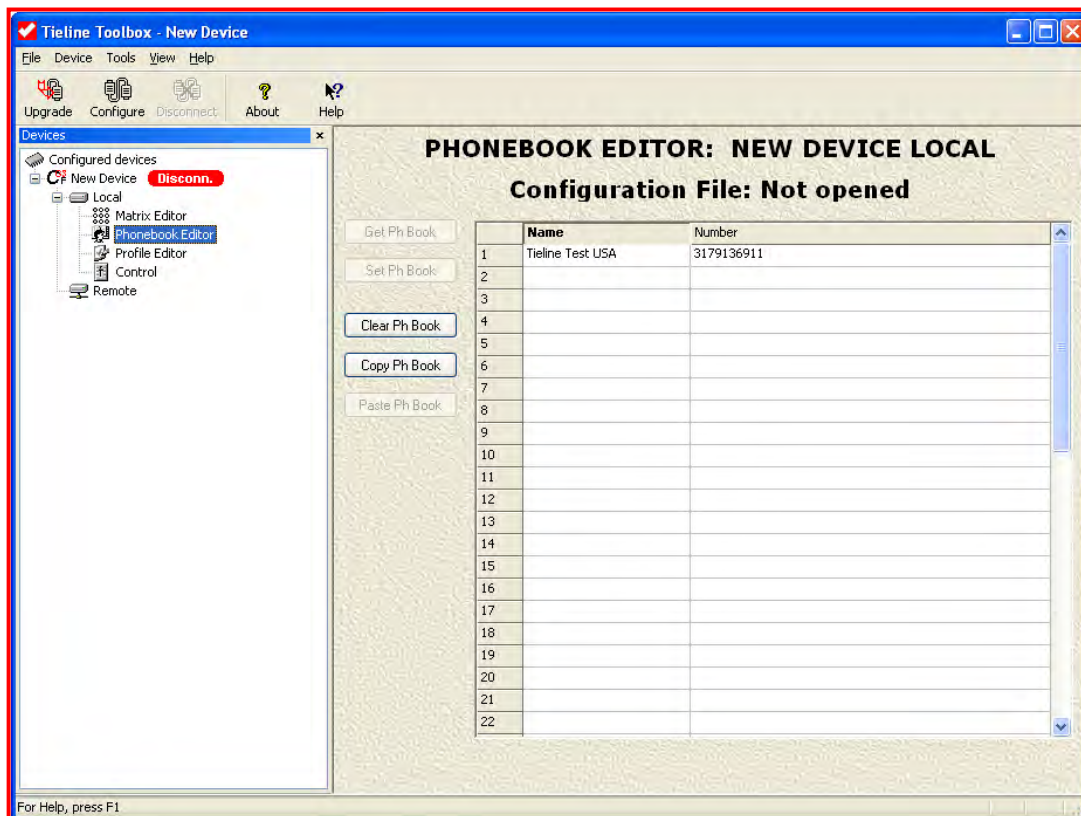 Tieline Toolbox - New Device
File Device Tools View Help
Upgrade Configure Disconnect About Help
Devices
Configured devices
New Device Disconn.
Local
Matrix Editor
Phonebook Editor
Profile Editor
Control
Remote
PHONEBOOK EDITOR: NEW DEVICE LOCAL
Configuration File: Not opened
Get Ph Book
Set Ph Book
Clear Ph Book
Copy Ph Book
Paste Ph Book
Name Number
1 Tieline Test USA 3179136911
2
3
4
5
6
7
8
9
10
11
12
13
14
15
16
17
18
19
20
21
22
For Help, press F1